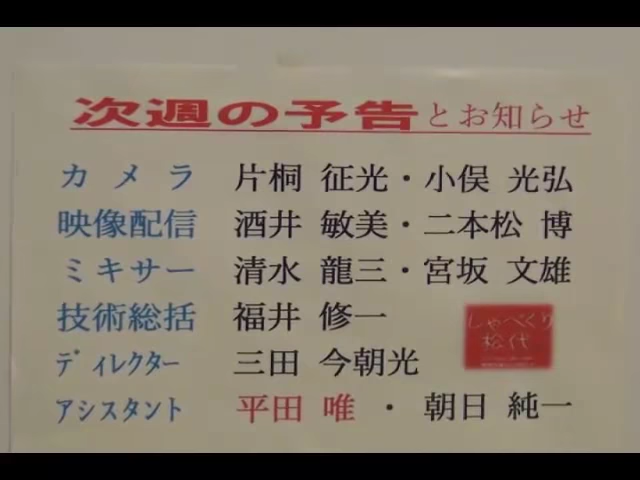 次週の予告とお知らせ
カメラ 片桐 征光・小俣 光弘
映像配信 酒井 敏美・二本松 博
ミキサー 清水 龍三・宮坂 文雄
技術総括 福井 修一
しゃべくり
松代
ディレクター 三田 今朝光
アシスタント 平田 唯 ・ 朝日 純一